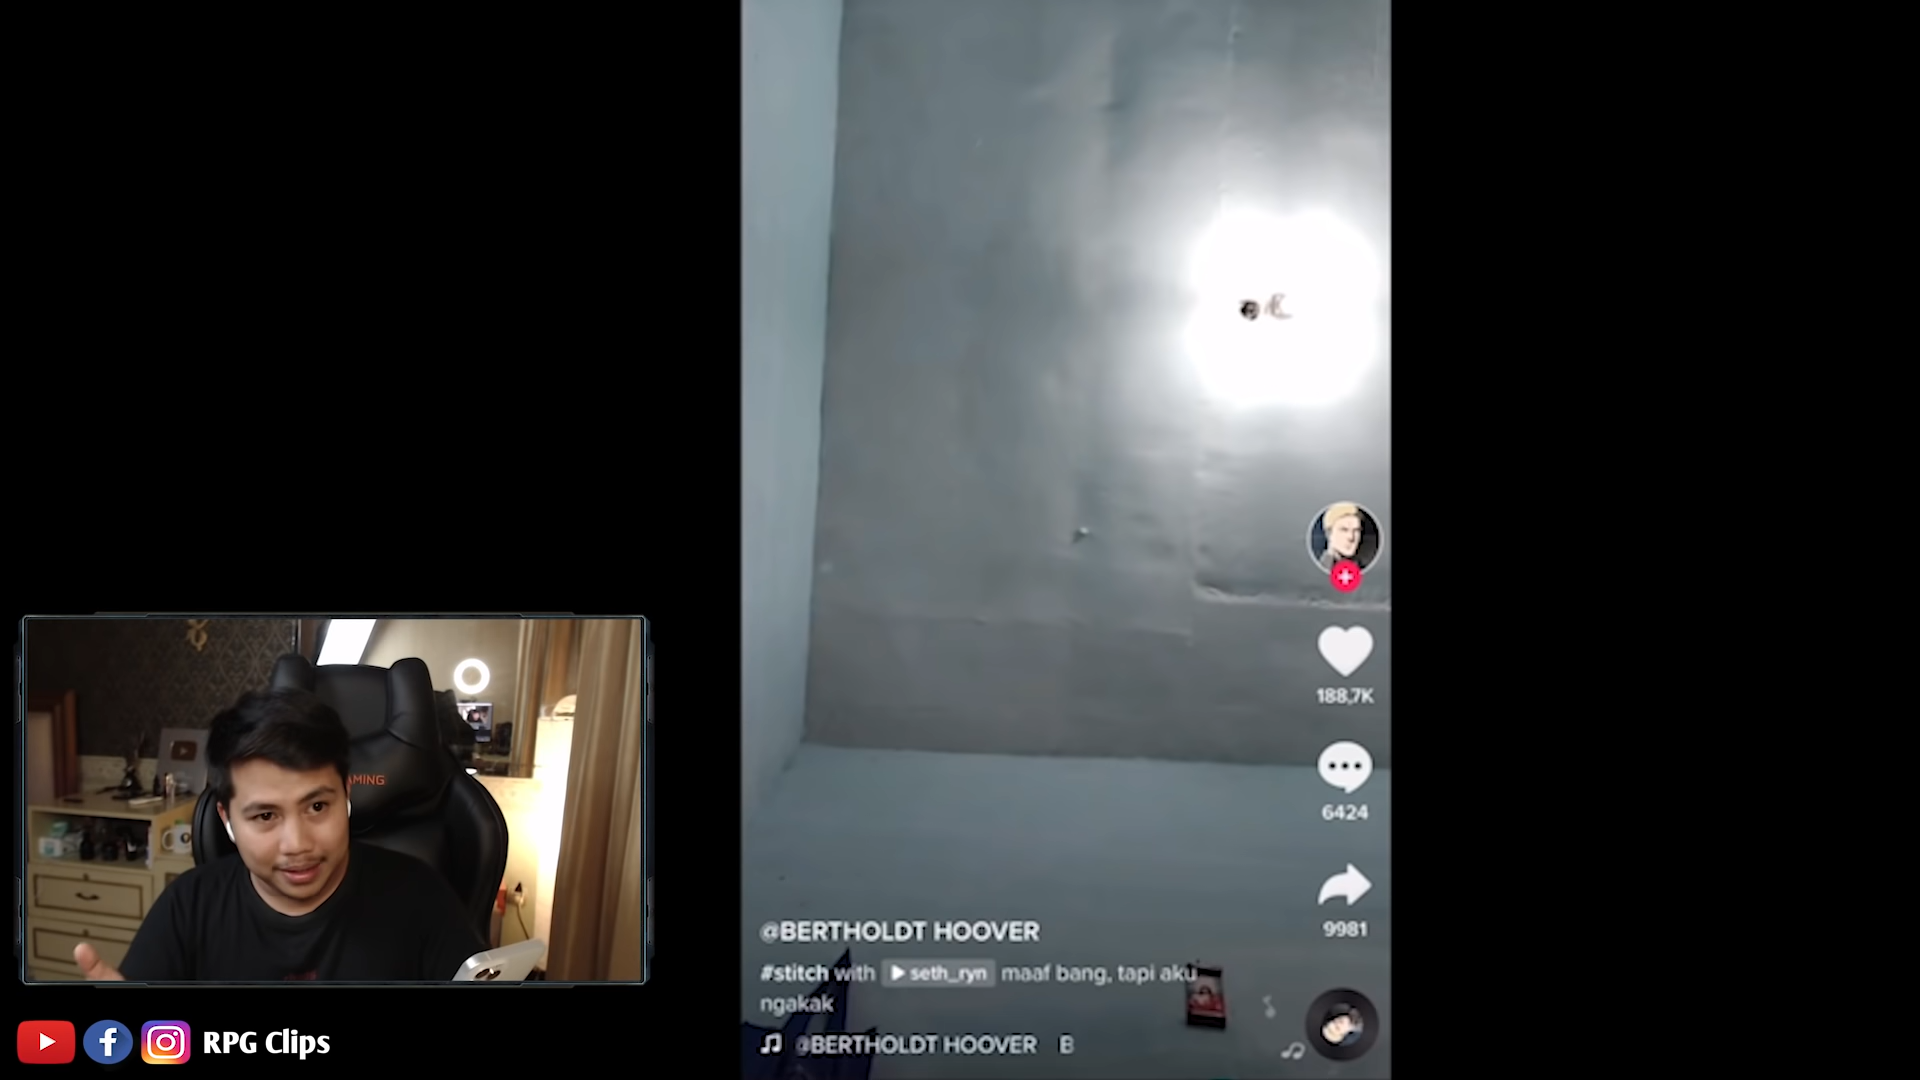 AMING
RPG Clips
188,7K
6424
9981
@BERTHOLDT HOOVER
#stitch with seth_ryn maaf bang, tapi aku
ngakak
@BERTHOLDT HOOVER B